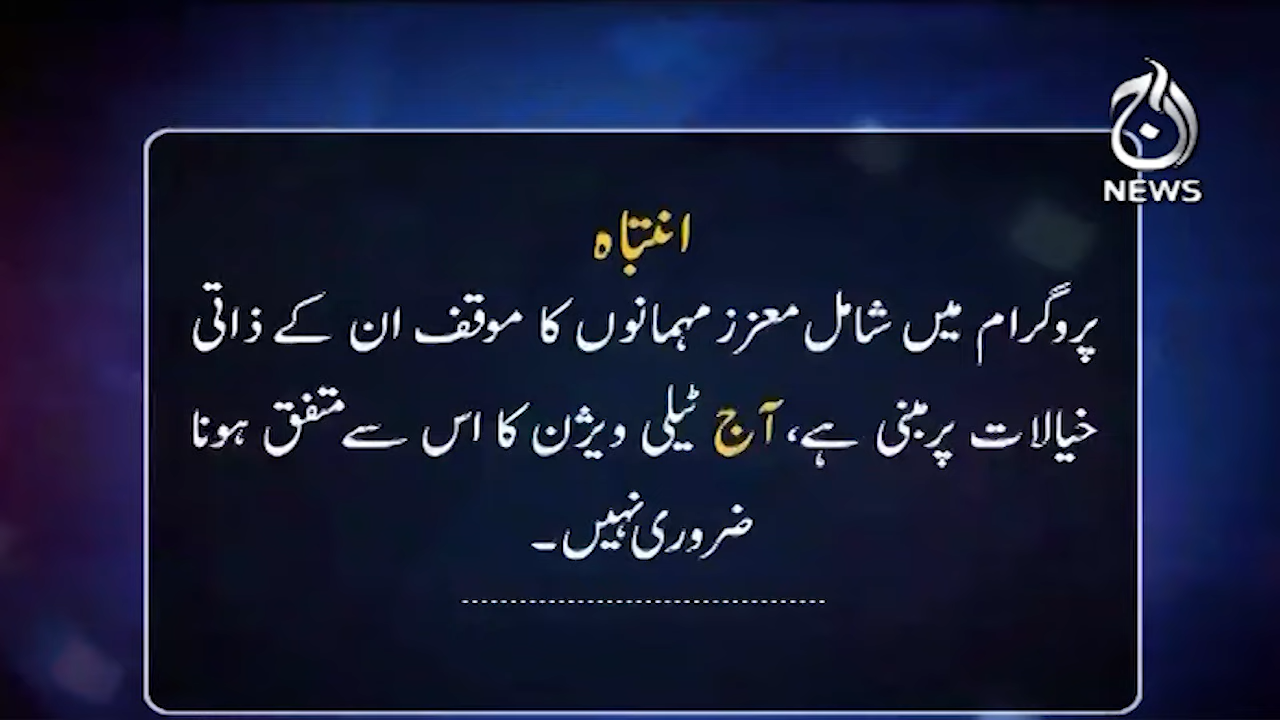 آج
NEWS
انتباہ
پروگرام میں شامل معزز مہمانوں کا موقف ان کے ذاتی
خیالات پر مبنی ہے، آج ٹیلی ویژن کا اس سے متفق ہونا
ضروری نہیں۔